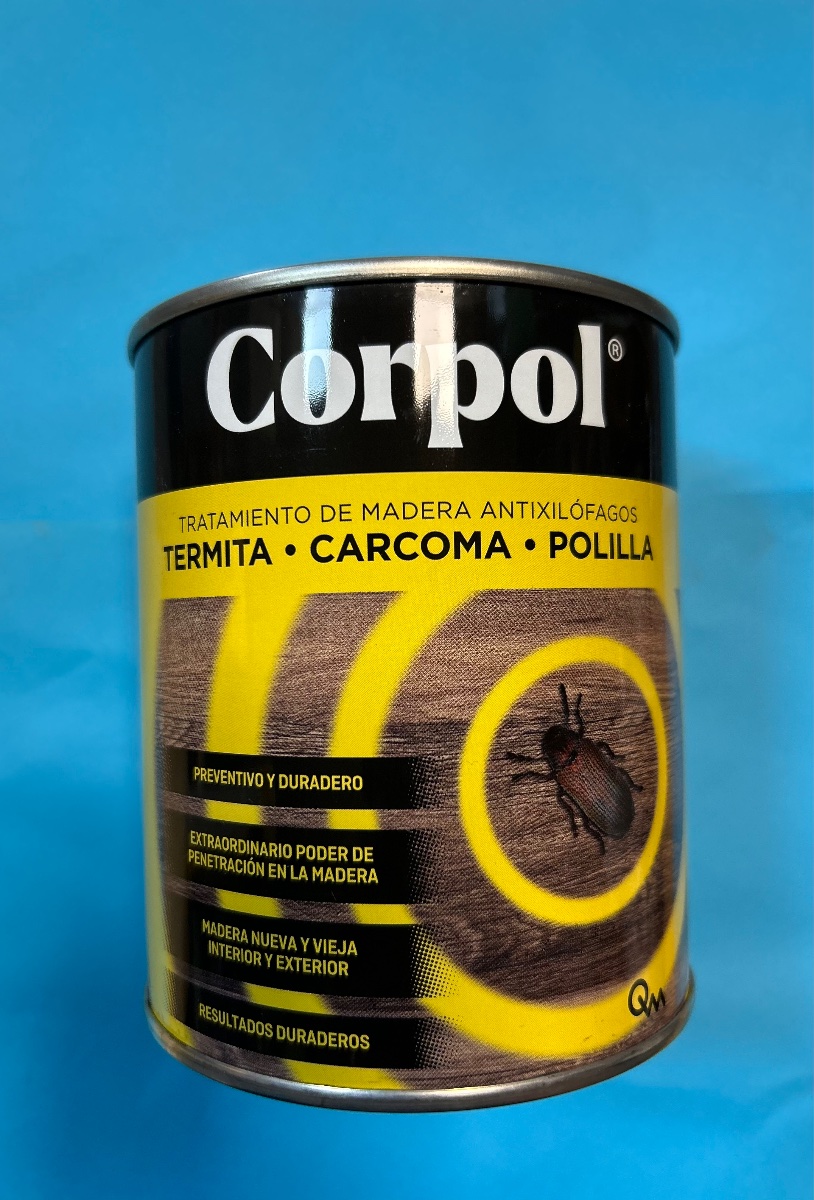 Corpol®
TRATAMIENTO DE MADERA ANTIXILÓFAGOS
TERMITA • CARCOMA • POLILLA
PREVENTIVO Y DURADERO
EXTRAORDINARIO PODER DE
PENETRACIÓN EN LA MADERA
MADERA NUEVA Y VIEJA
INTERIOR Y EXTERIOR
RESULTADOS DURADEROS
QM